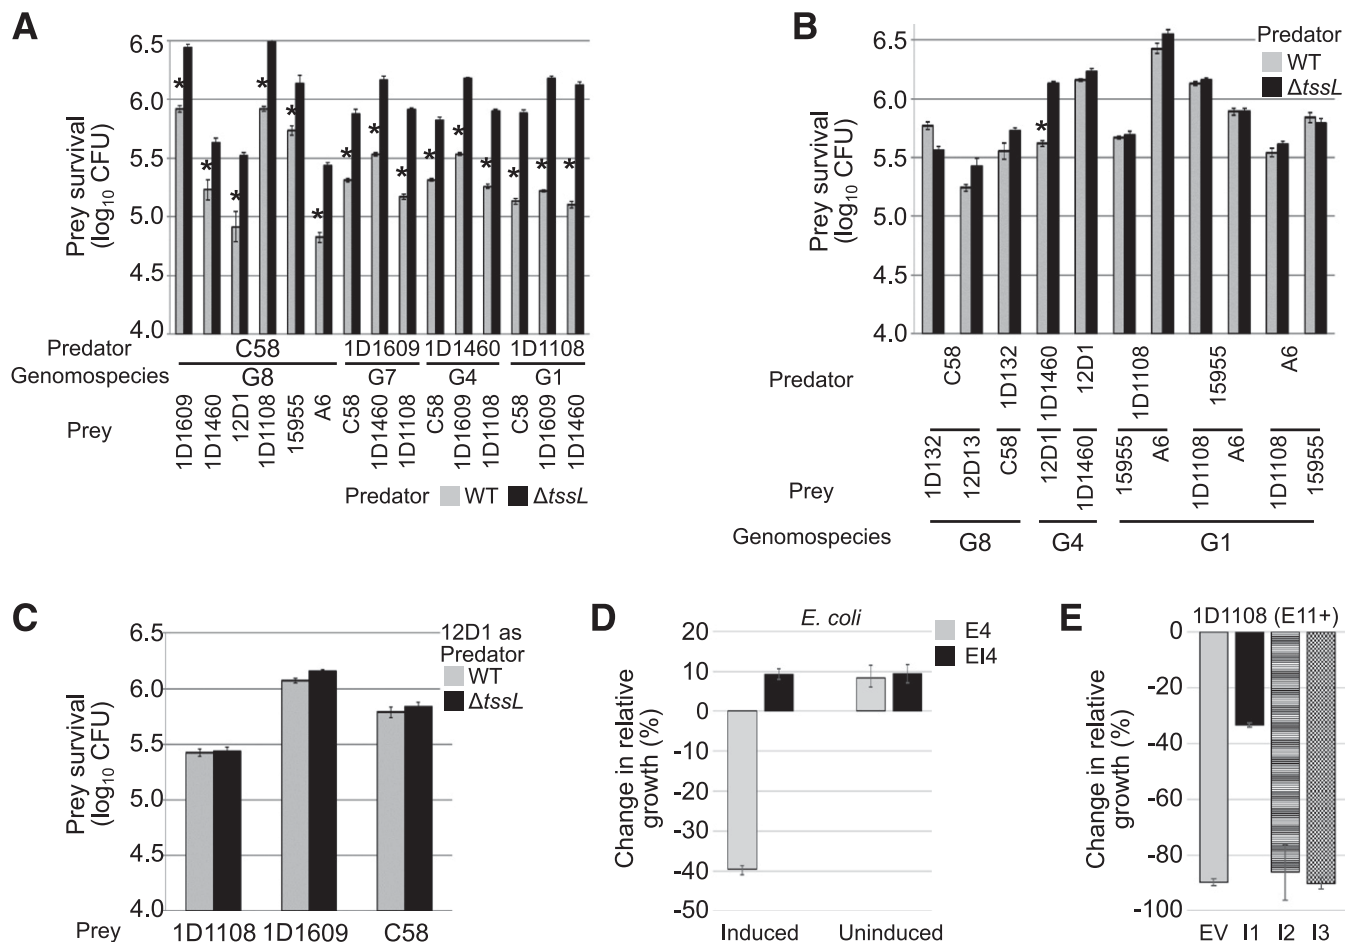 A
Prey survival
(log10 CFU)
6.5
6.0
5.5
5.0
4.5
4.0
* * * * * * * * * * * * * * *
Predator C58 1D1609 1D1460 1D1108
Genomospecies G8 G7 G4 G1
Prey 1D1609 1D1460 12D1 1D1108 15955 A6 C58 1D1460 1D1108 C58 1D1609 1D1108 C58 1D1609 1D1460
Predator WT ΔtssL
B
Prey survival
(log10 CFU)
6.5
6.0
5.5
5.0
4.5
4.0
*
Predator
WT
ΔtssL
Predator C58 1D132 1D1460 12D1 1D1108 15955 A6
Prey 1D132 12D13 C58 12D1 1D1460 15955 A6 1D1108 A6 1D1108 15955
Genomospecies G8 G4 G1
C
Prey survival
(log10 CFU)
6.5
6.0
5.5
5.0
4.5
4.0
12D1 as
Predator
WT
ΔtssL
Prey 1D1108 1D1609 C58
D
E. coli
Change in relative
growth (%)
20
10
0
-10
-20
-30
-40
-50
E4
EI4
Induced Uninduced
E
1D1108 (E11+)
Change in relative
growth (%)
0
-20
-40
-60
-80
-100
EV I1 I2 I3